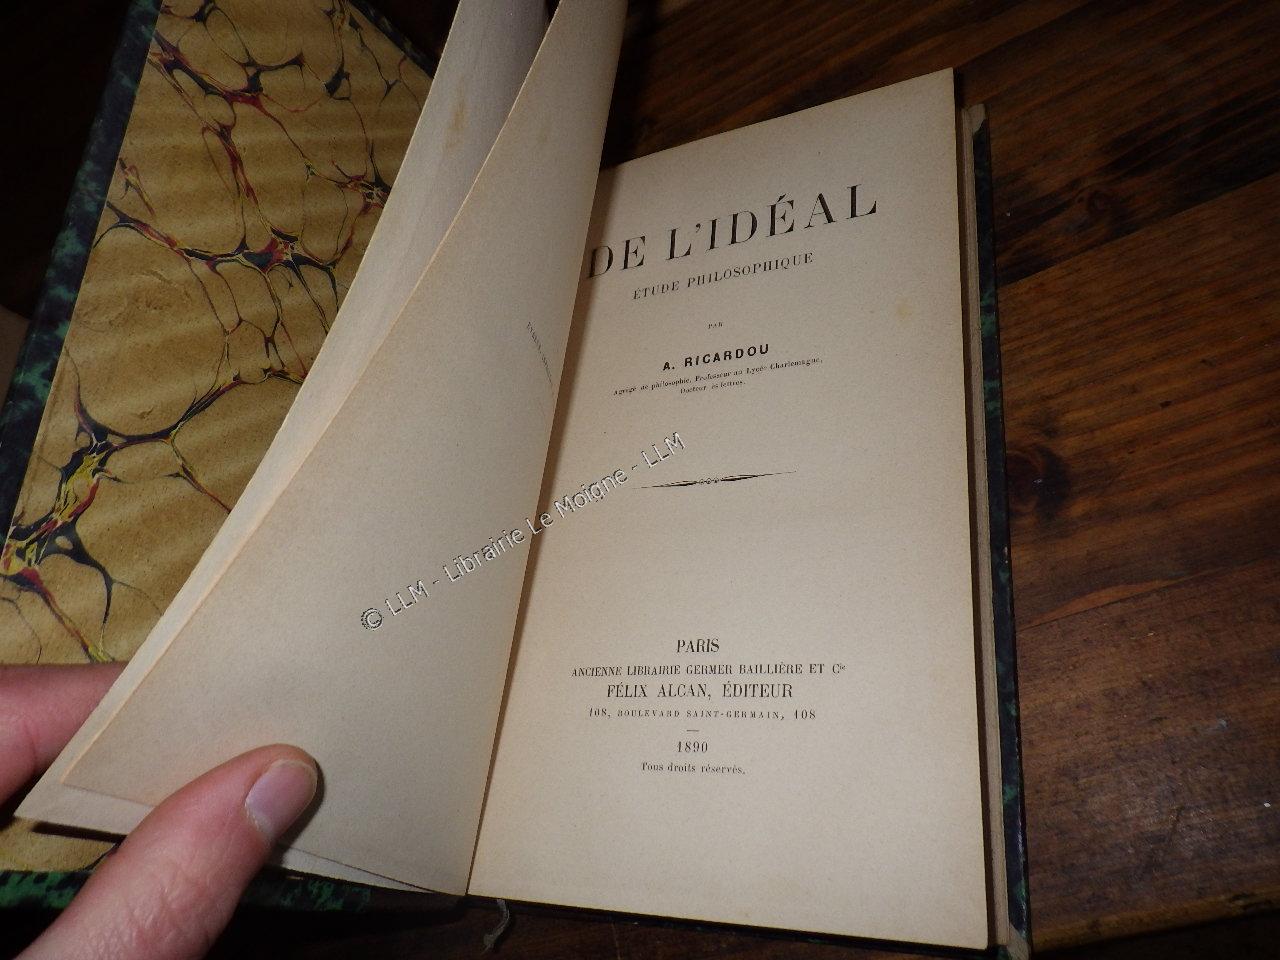 DE L'IDÉAL
ÉTUDE PHILOSOPHIQUE
PAR
A. RICARDOU
Agrégé de philosophie, Professeur au Lycée Charlemagne,
Docteur ès lettres.
© LLM - Librairie Le Moigne - LLM
PARIS
ANCIENNE LIBRAIRIE GERMER BAILLIÈRE ET Cie
FÉLIX ALCAN, ÉDITEUR
108, BOULEVARD SAINT-GERMAIN, 108
1890
Tous droits réservés.